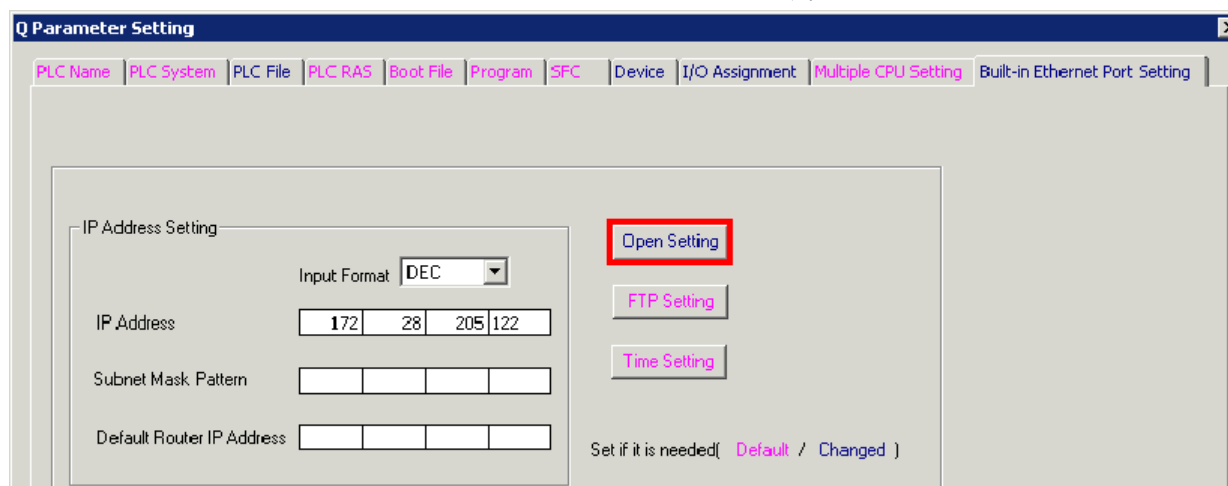 Q Parameter Setting
PLC Name PLC System PLC File PLC RAS Boot File Program SFC Device I/O Assignment Multiple CPU Setting Built-in Ethernet Port Setting
IP Address Setting
Open Setting
Input Format DEC
FTP Setting
IP Address 172 28 205 122
Time Setting
Subnet Mask Pattern
Default Router IP Address
Set if it is needed( Default / Changed )